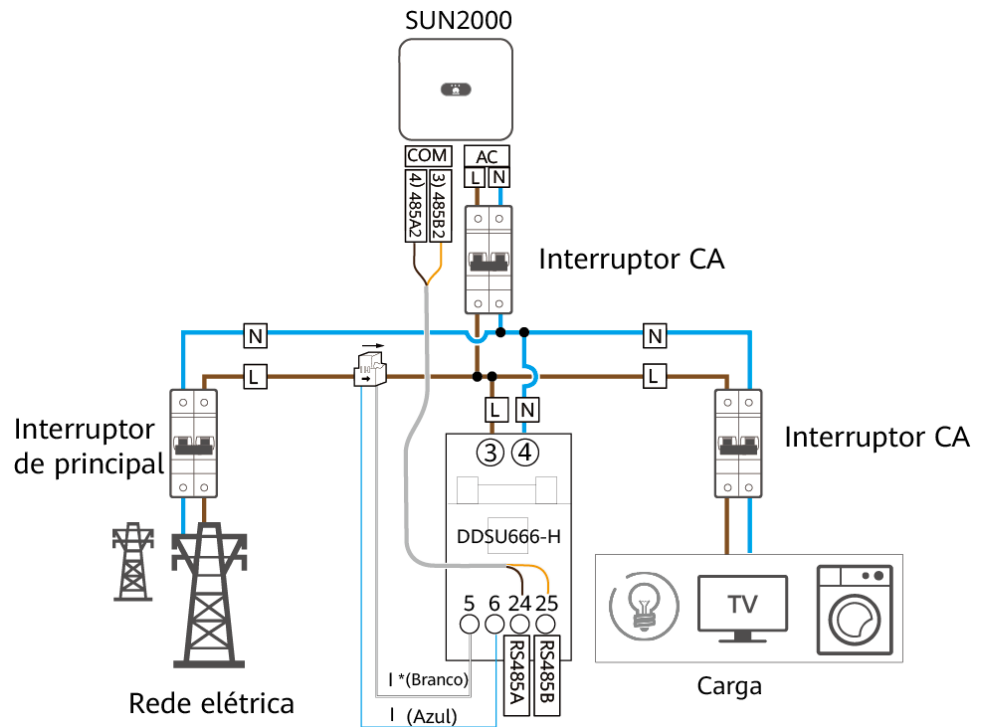 SUN2000
COM
AC
L
N
4) 485A2
3) 485B2
Interruptor CA
N
N
L
L
L
N
Interruptor
de principal
3
4
Interruptor CA
DDSU666-H
TV
5
6
24
25
RS485A
RS485B
I *(Branco)
I (Azul)
Rede elétrica
Carga